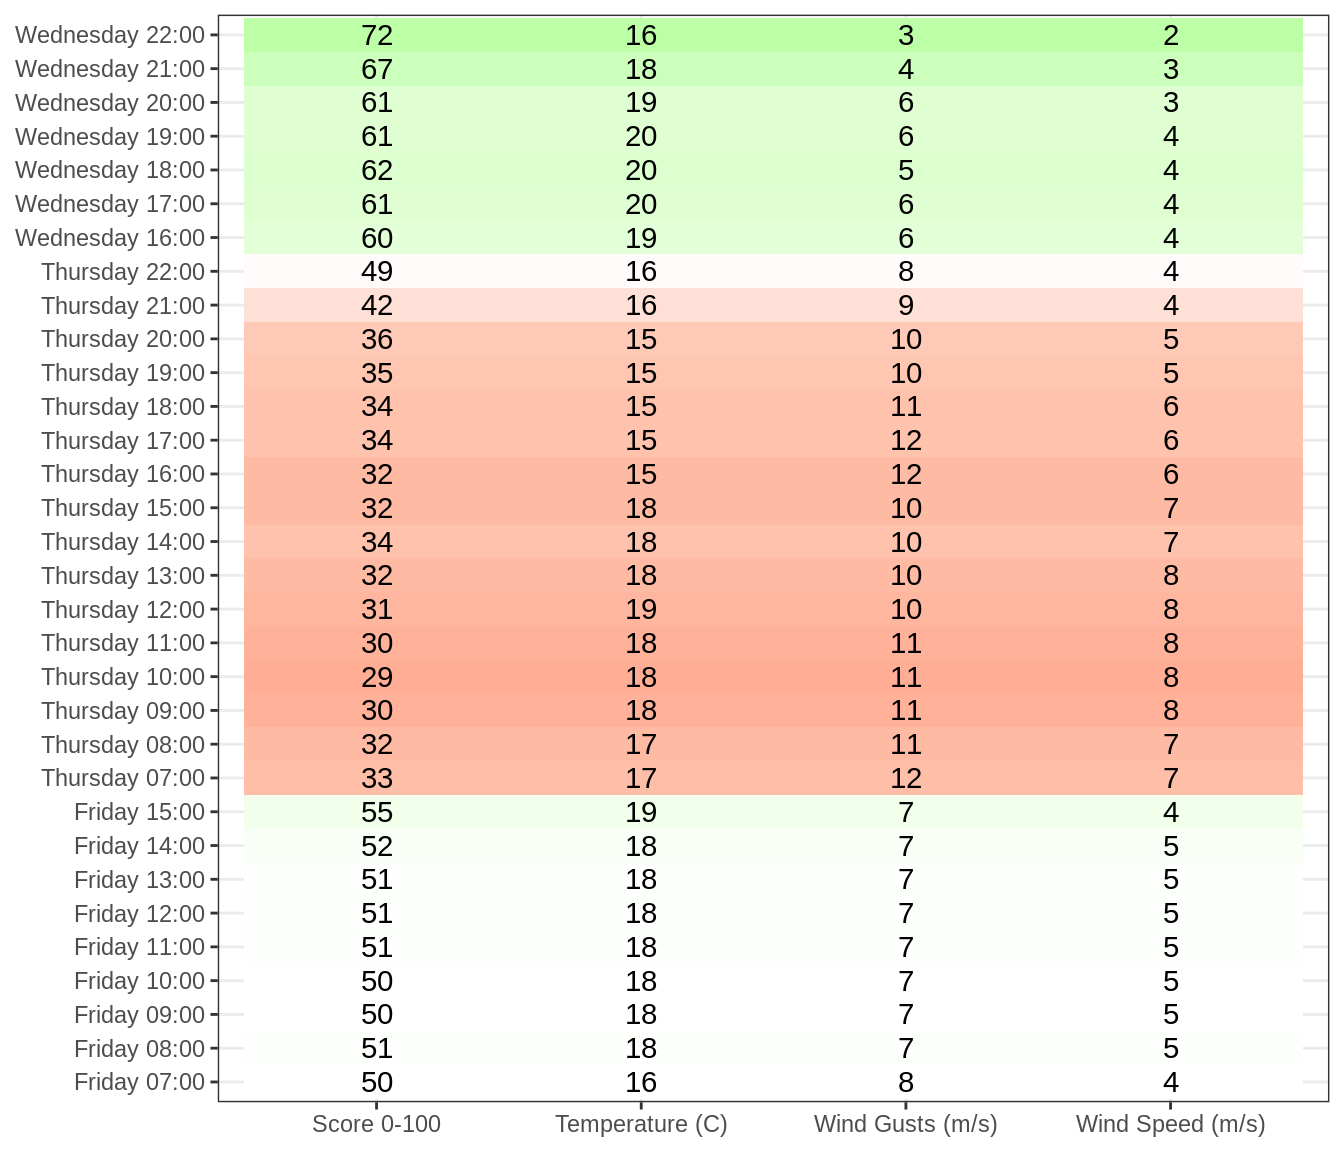 Wednesday 22:00 72 16 3 2
Wednesday 21:00 67 18 4 3
Wednesday 20:00 61 19 6 3
Wednesday 19:00 61 20 6 4
Wednesday 18:00 62 20 5 4
Wednesday 17:00 61 20 6 4
Wednesday 16:00 60 19 6 4
Thursday 22:00 49 16 8 4
Thursday 21:00 42 16 9 4
Thursday 20:00 36 15 10 5
Thursday 19:00 35 15 10 5
Thursday 18:00 34 15 11 6
Thursday 17:00 34 15 12 6
Thursday 16:00 32 15 12 6
Thursday 15:00 32 18 10 7
Thursday 14:00 34 18 10 7
Thursday 13:00 32 18 10 8
Thursday 12:00 31 19 10 8
Thursday 11:00 30 18 11 8
Thursday 10:00 29 18 11 8
Thursday 09:00 30 18 11 8
Thursday 08:00 32 17 11 7
Thursday 07:00 33 17 12 7
Friday 15:00 55 19 7 4
Friday 14:00 52 18 7 5
Friday 13:00 51 18 7 5
Friday 12:00 51 18 7 5
Friday 11:00 51 18 7 5
Friday 10:00 50 18 7 5
Friday 09:00 50 18 7 5
Friday 08:00 51 18 7 5
Friday 07:00 50 16 8 4
Score 0-100 Temperature (C) Wind Gusts (m/s) Wind Speed (m/s)